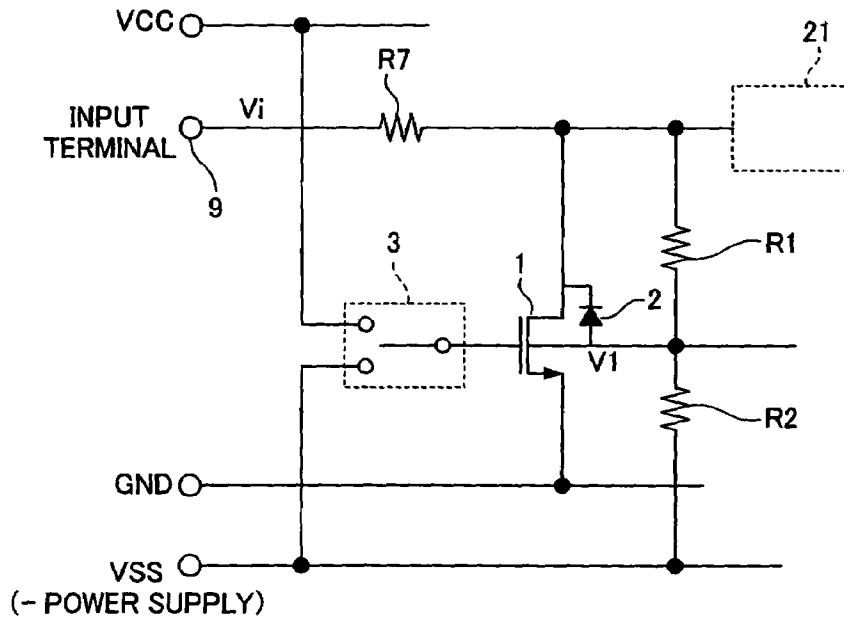 VCC
21
R7
INPUT
TERMINAL
Vi
9
3
1
2
R1
V1
R2
GND
VSS
(- POWER SUPPLY)